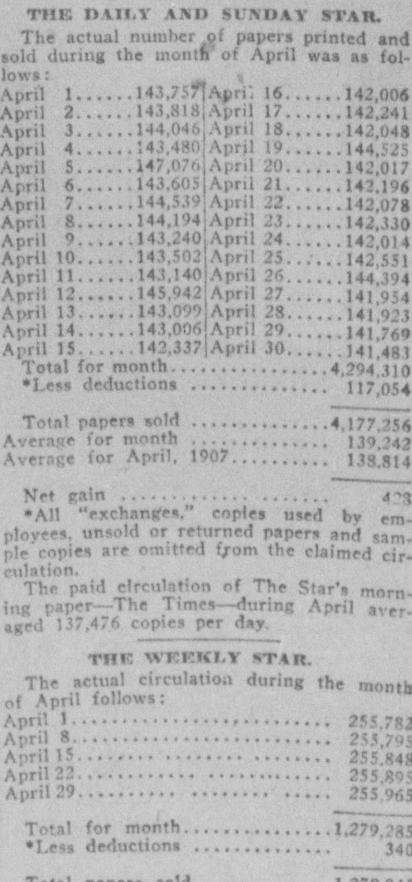 THE DAILY AND SUNDAY STAR.
The actual number of papers printed and
sold during the month of April was as fol-
lows:
April 1......143,757 April 16......142,006
April 2......143,818 April 17......142,241
April 3......144,046 April 18......142,048
April 4......143,480 April 19......144,525
April 5......147,076 April 20......142,017
April 6......143,605 April 21......142,196
April 7......144,539 April 22......142,078
April 8......144,194 April 23......142,330
April 9......143,240 April 24......142,014
April 10......143,502 April 25......142,551
April 11......143,140 April 26......144,394
April 12......145,942 April 27......141,954
April 13......143,099 April 28......141,923
April 14......143,006 April 29......141,769
April 15......142,337 April 30......141,483
Total for month................4,294,310
*Less deductions .............. 117,054
Total papers sold ..............4,177,256
Average for month .............. 139,242
Average for April, 1907.......... 138,814
Net gain ..................... 428
*All "exchanges," copies used by em-
ployees, unsold or returned papers and sam-
ple copies are omitted from the claimed cir-
culation.
The paid circulation of The Star's morn-
ing paper—The Times—during April aver-
aged 137,476 copies per day.
THE WEEKLY STAR.
The actual circulation during the month
of April follows:
April 1.......................... 255,782
April 8.......................... 255,795
April 15......................... 255,848
April 22......................... 255,895
April 29......................... 255,965
Total for month...............1,279,285
*Less deductions .............. 340